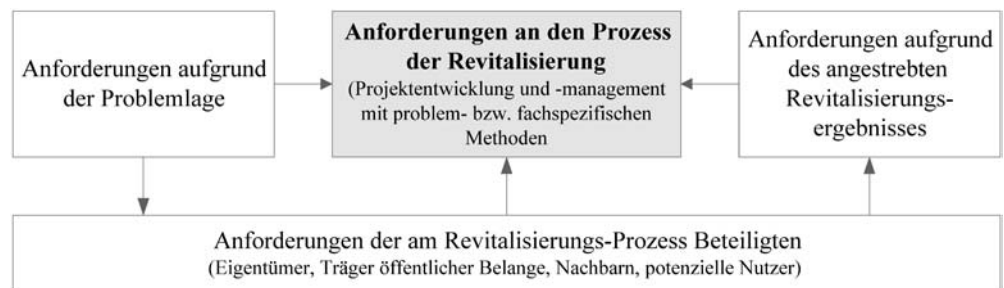 Anforderungen aufgrund
der Problemlage
Anforderungen an den Prozess
der Revitalisierung
(Projektentwicklung und -management
mit problem- bzw. fachspezifischen
Methoden
Anforderungen aufgrund
des angestrebten
Revitalisierungs-
ergebnisses
Anforderungen der am Revitalisierungs-Prozess Beteiligten
(Eigentümer, Träger öffentlicher Belange, Nachbarn, potenzielle Nutzer)